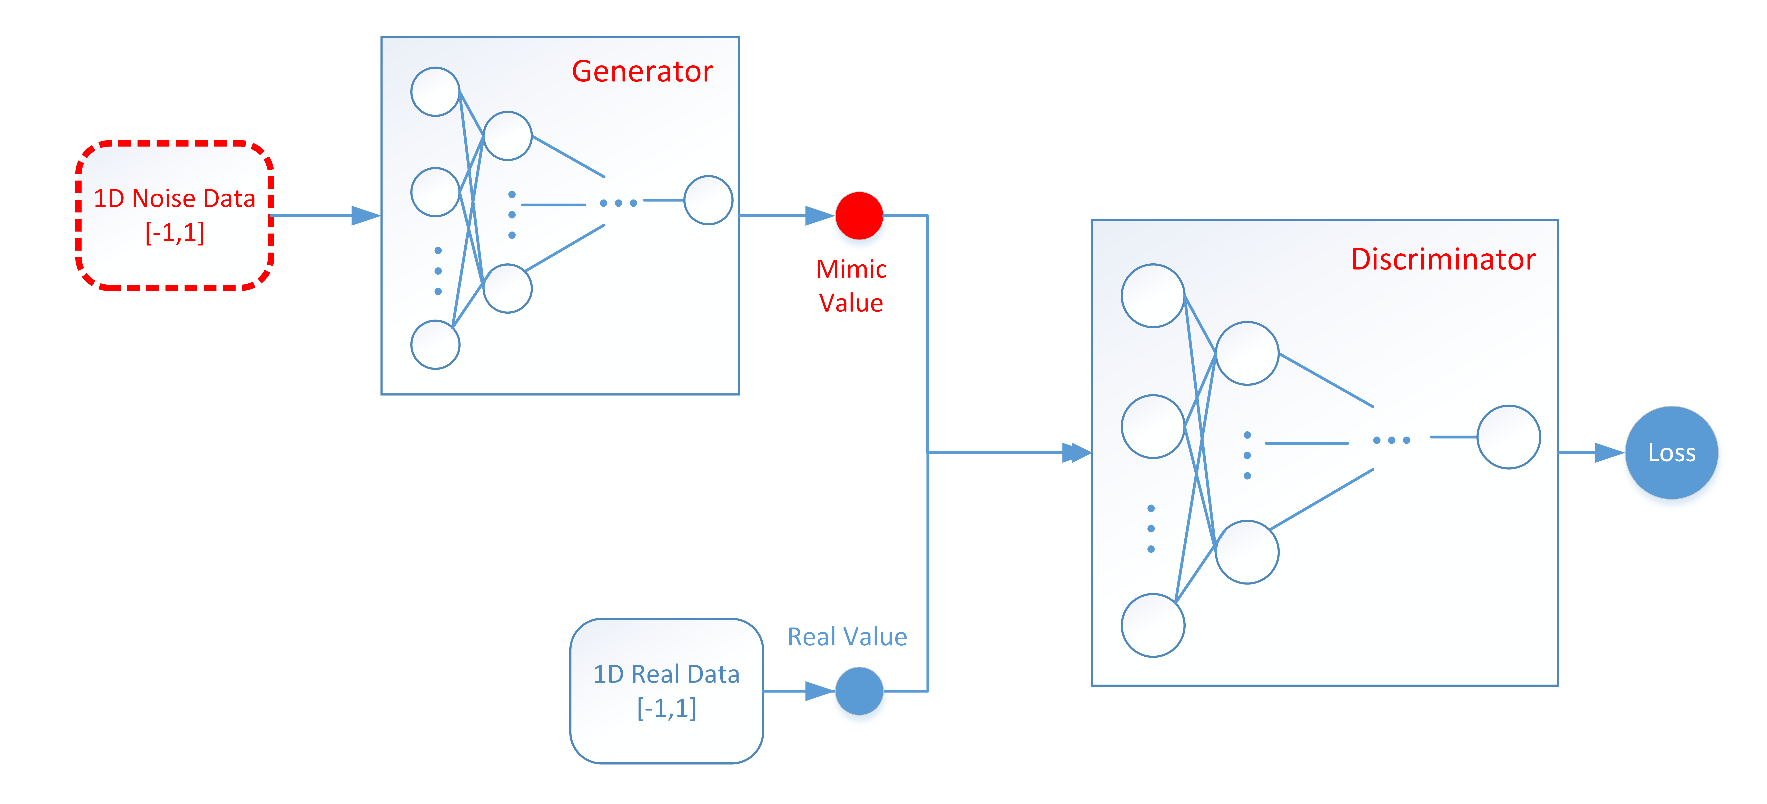 Generator
1D Noise Data
[-1,1]
Mimic
Value
Discriminator
Loss
Real Value
1D Real Data
[-1,1]